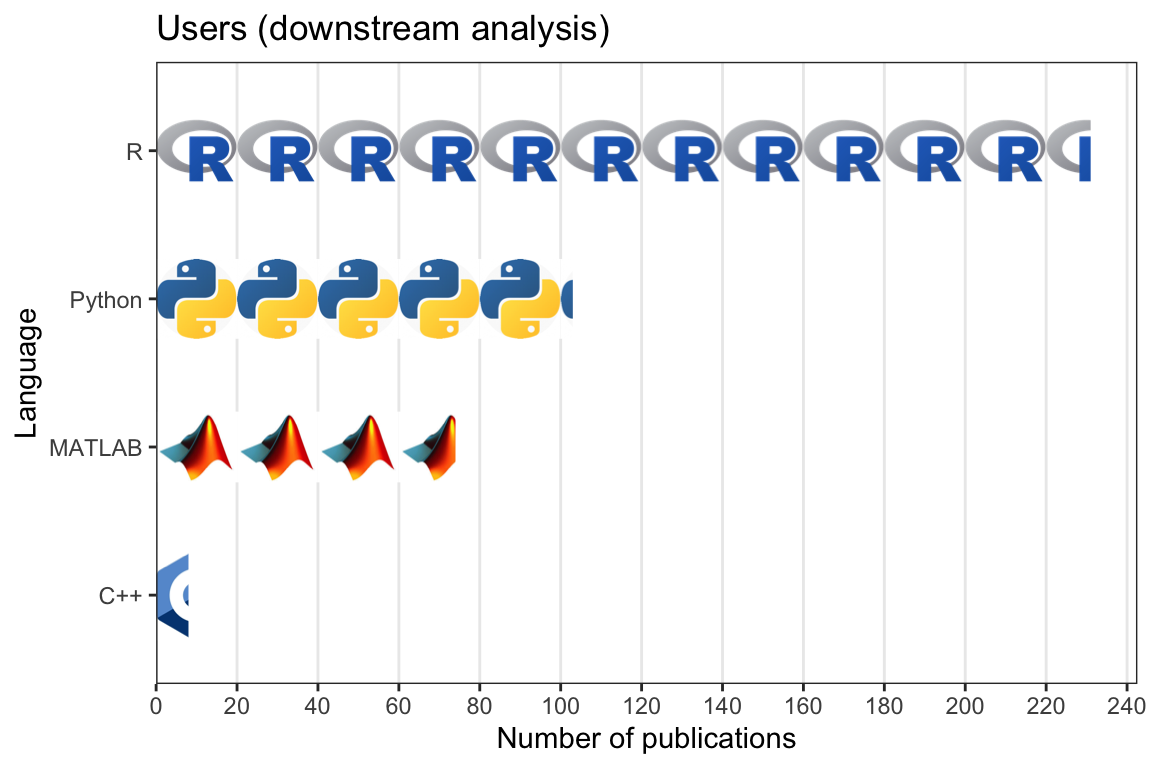 Users (downstream analysis)
Language
R
R R R R R R R R R R R
Python
MATLAB
C++
0 20 40 60 80 100 120 140 160 180 200 220 240
Number of publications